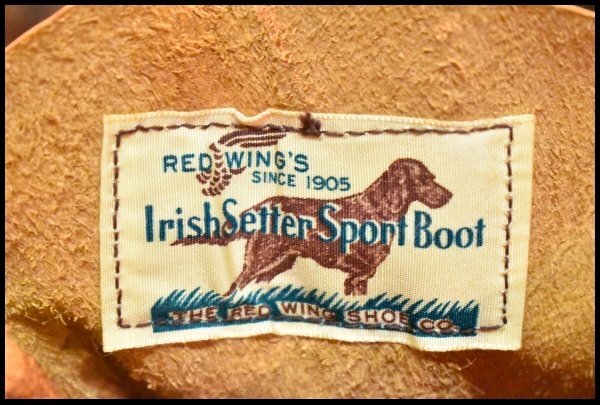 RED WING'S
SINCE 1905
Irish Setter Sport Boot
THE RED WING SHOE CO.